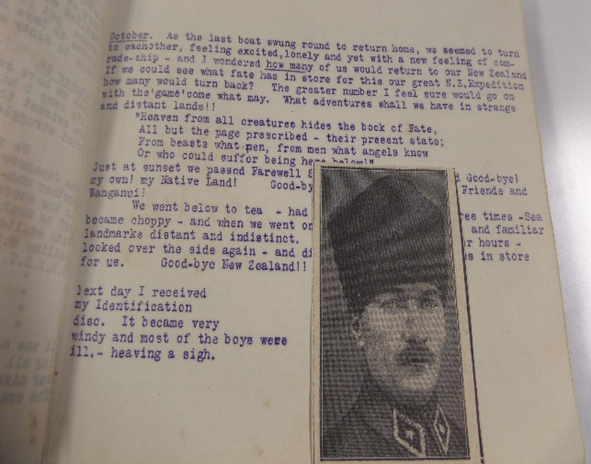 October. As the last boat swung round to return home, we seemed to turn
to eachother, feeling excited,lonely and yet with a new feeling of com-
rade-ship - and I wondered how many of us would return to our New Zealand
If we could see what fate has in store for this our great N.Z.Expedition
how many would turn back? The greater number I feel sure would go on
with the'game'come what may. What adventures shall we have in strange
and distant lands!!
"Heaven from all creatures hides the book of Fate,
All but the page prescribed - their present state;
From beasts what pen, from men what angels know
Or who could suffer being here below!"
Just at sunset we passed Farewell Good-bye!
my own! my Native Land! Friends and
Wanganui!
We went below to tea - had times -Sea
became choppy - and when we went and familiar
landmarks distant and indistinct. hours -
looked over the side again - and in store
for us. Good-bye New Zealand!!
Next day I received
my Identification
disc. It became very
windy and most of the boys were
ill,- heaving a sigh.